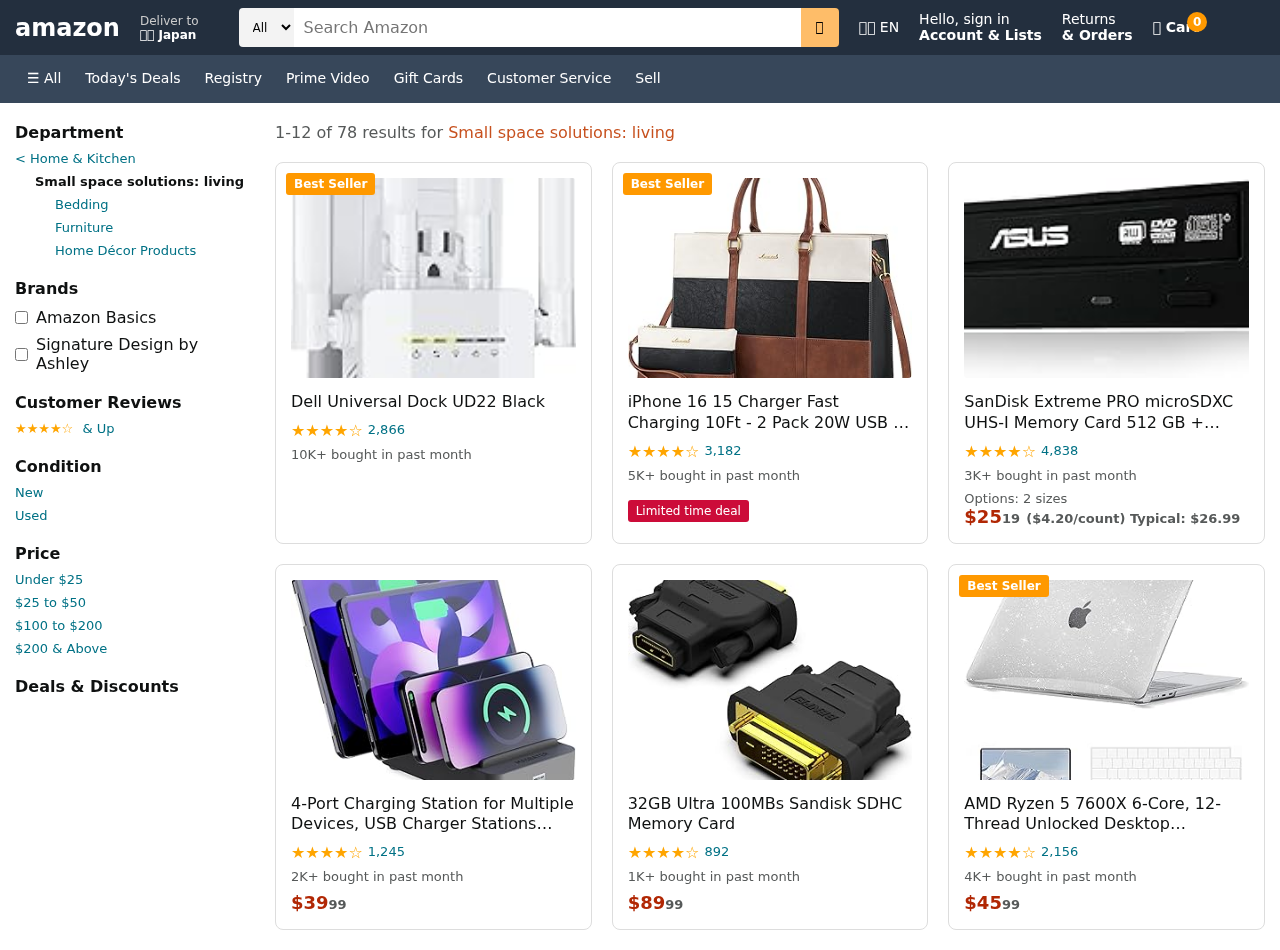 amazon
Deliver to
Japan
All
Search Amazon
EN
Hello, sign in
Account & Lists
Returns
& Orders
0
☰ All
Today's Deals
Registry
Prime Video
Gift Cards
Customer Service
Sell
Department
< Home & Kitchen
Small space solutions: living
Bedding
Furniture
Home Décor Products
Brands
Amazon Basics
Signature Design by
Ashley
Customer Reviews
★★★★☆ & Up
Condition
New
Used
Price
Under $25
$25 to $50
$100 to $200
$200 & Above
Deals & Discounts
1-12 of 78 results for Small space solutions: living
Best Seller
Dell Universal Dock UD22 Black
★★★★☆ 2,866
10K+ bought in past month
Best Seller
iPhone 16 15 Charger Fast
Charging 10Ft - 2 Pack 20W USB ...
★★★★☆ 3,182
5K+ bought in past month
Limited time deal
ASUS
RW DVD
SanDisk Extreme PRO microSDXC
UHS-I Memory Card 512 GB +...
★★★★☆ 4,838
3K+ bought in past month
Options: 2 sizes
$25 19 ($4.20/count) Typical: $26.99
4-Port Charging Station for Multiple
Devices, USB Charger Stations...
★★★★☆ 1,245
2K+ bought in past month
$39 99
32GB Ultra 100MBs Sandisk SDHC
Memory Card
★★★★☆ 892
1K+ bought in past month
$89 99
Best Seller
AMD Ryzen 5 7600X 6-Core, 12-
Thread Unlocked Desktop...
★★★★☆ 2,156
4K+ bought in past month
$45 99